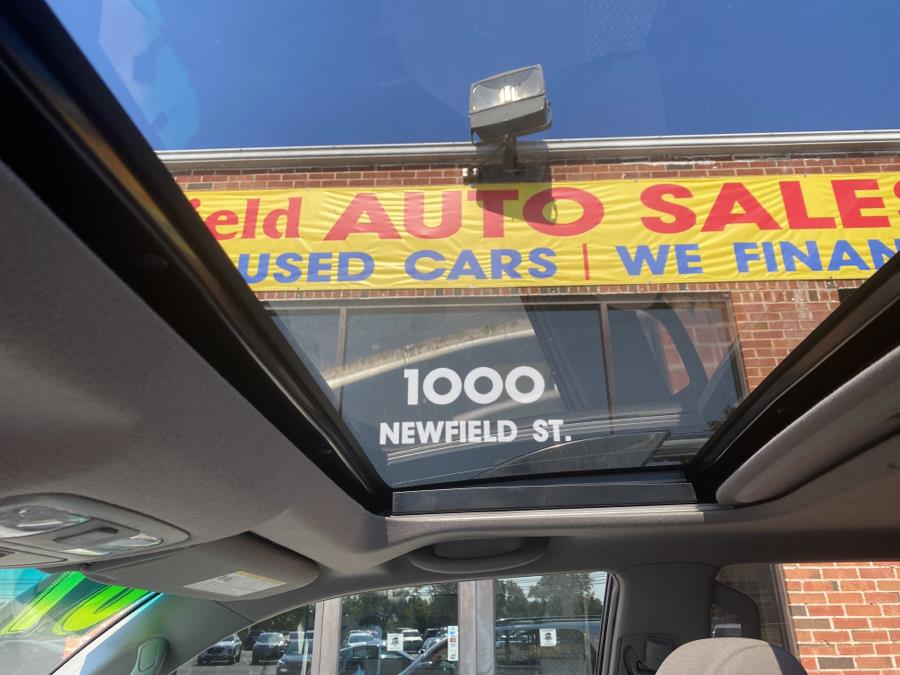 field AUTO SALES
USED CARS | WE FINAN
1000
NEWFIELD ST.